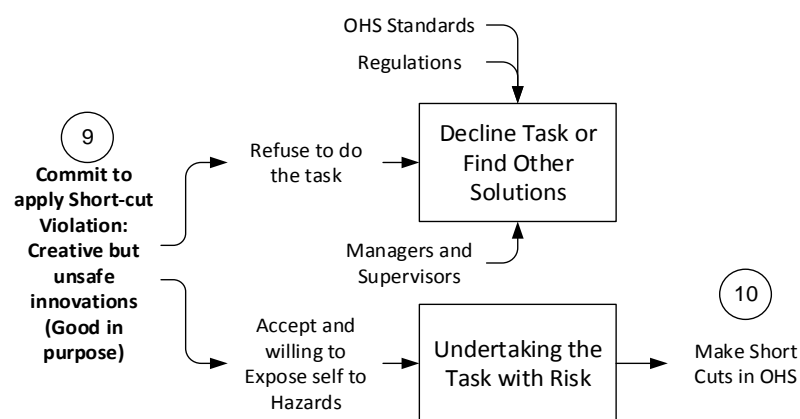 OHS Standards
Regulations
9
Commit to
apply Short-cut
Violation:
Creative but
unsafe
innovations
(Good in
purpose)
Refuse to do
the task
Decline Task or
Find Other
Solutions
Managers and
Supervisors
Accept and
willing to
Expose self to
Hazards
Undertaking the
Task with Risk
10
Make Short
Cuts in OHS